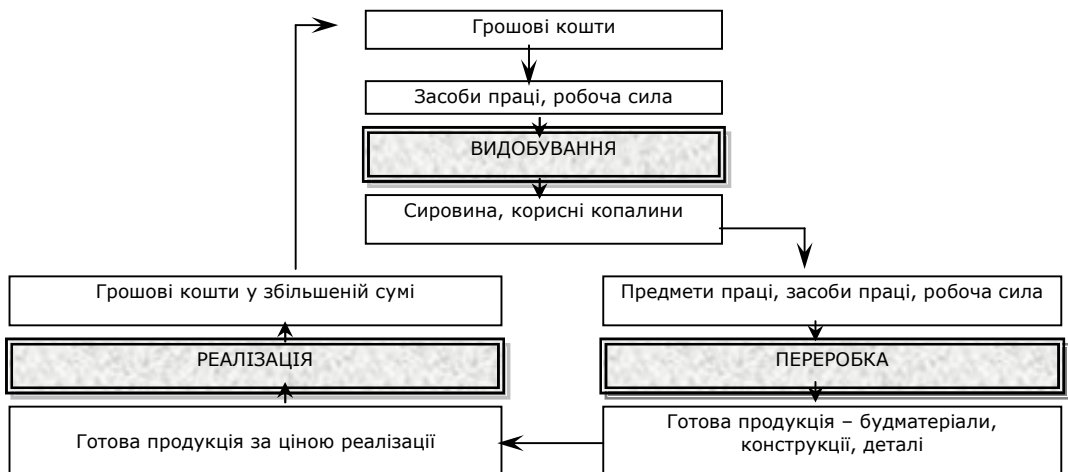 Грошові кошти
Засоби праці, робоча сила
ВИДОБУВАННЯ
Сировина, корисні копалини
Грошові кошти у збільшеній сумі
Предмети праці, засоби праці, робоча сила
РЕАЛІЗАЦІЯ
ПЕРЕРОБКА
Готова продукція за ціною реалізації
Готова продукція – будматеріали,
конструкції, деталі